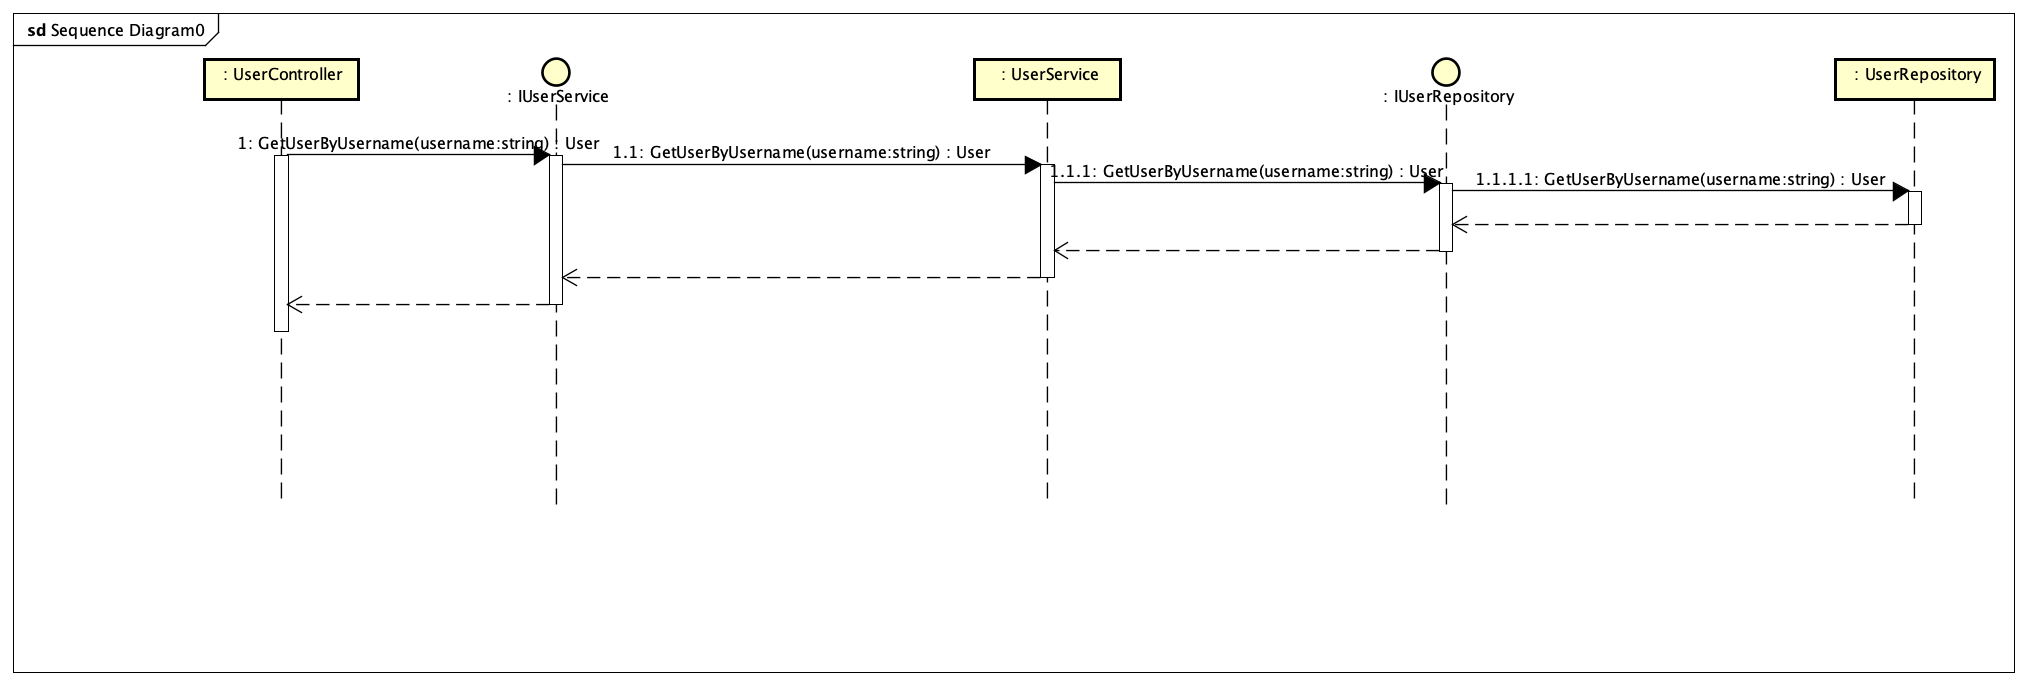 sd Sequence Diagram0
: UserController
: IUserService
: UserService
: IUserRepository
: UserRepository
1: GetUserByUsername(username:string) : User
1.1: GetUserByUsername(username:string) : User
1.1.1: GetUserByUsername(username:string) : User
1.1.1.1: GetUserByUsername(username:string) : User